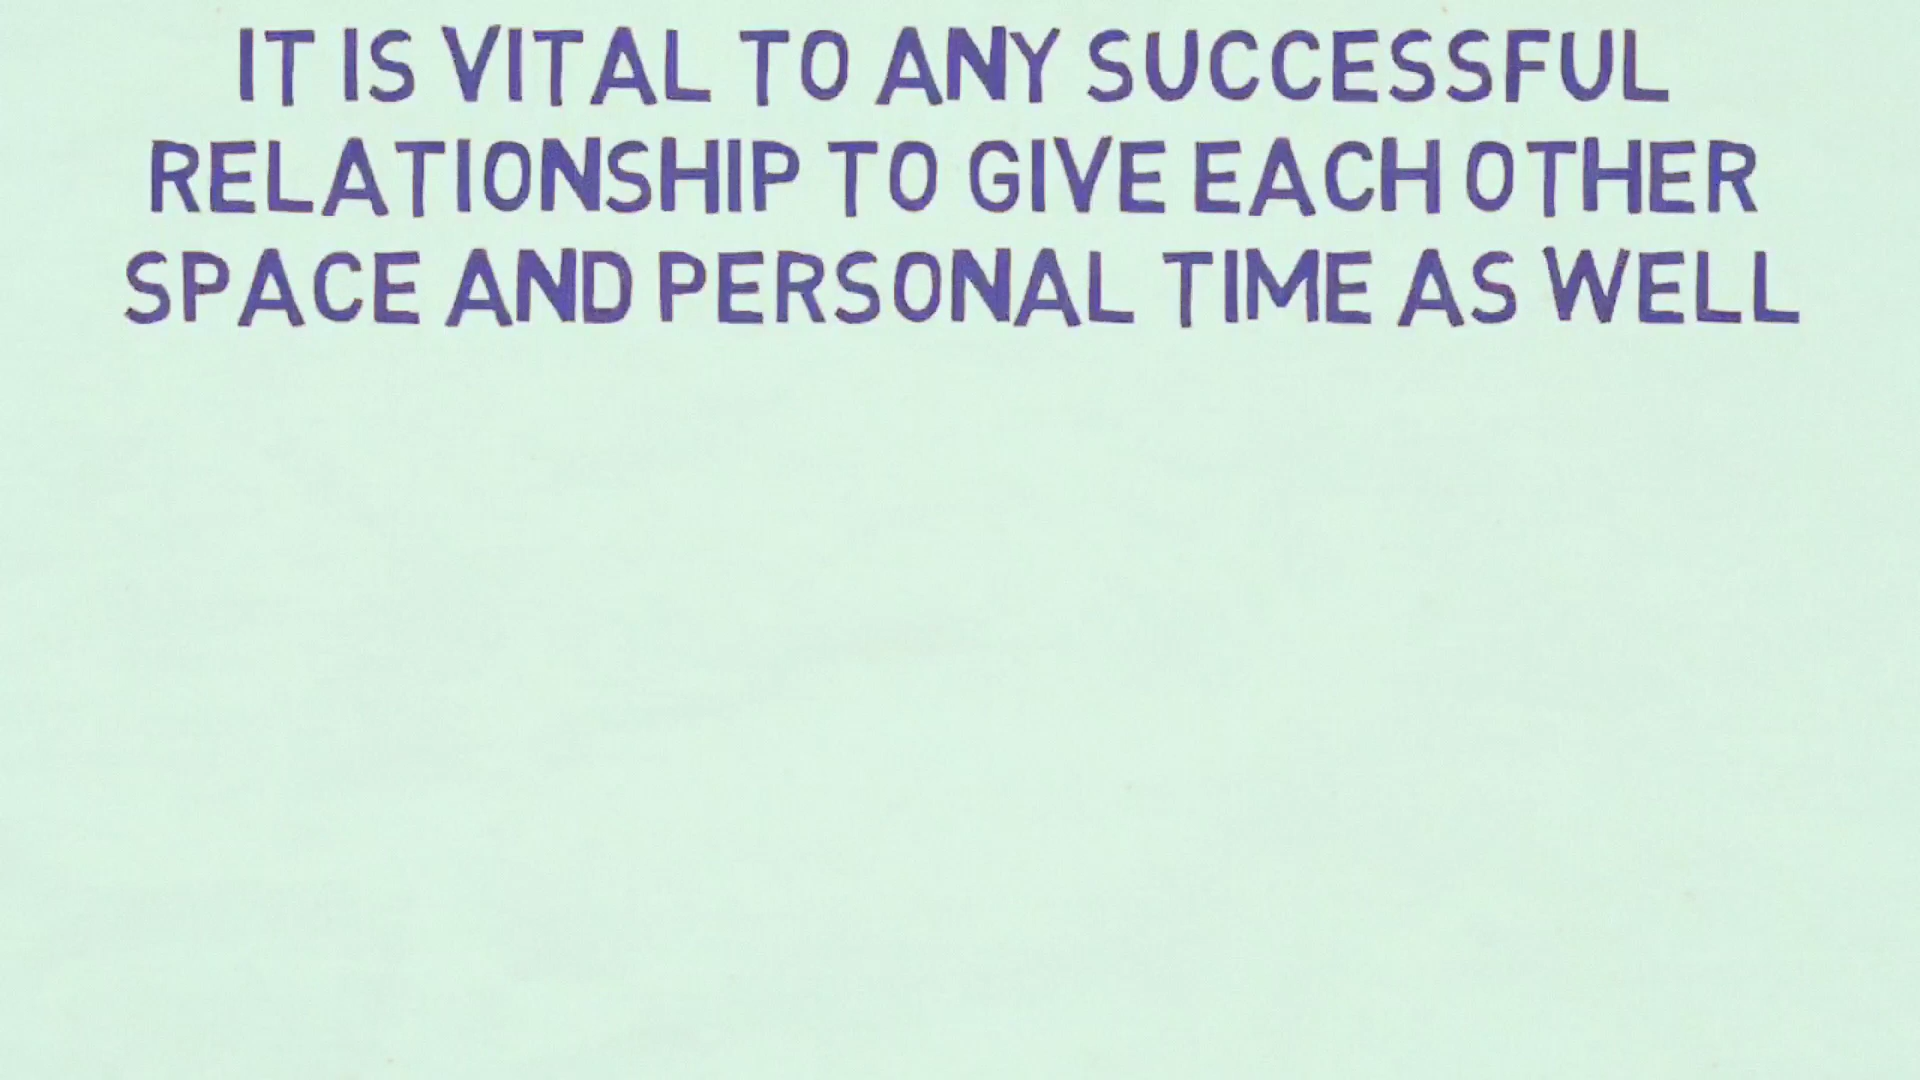 IT IS VITAL TO ANY SUCCESSFUL
RELATIONSHIP TO GIVE EACH OTHER
SPACE AND PERSONAL TIME AS WELL